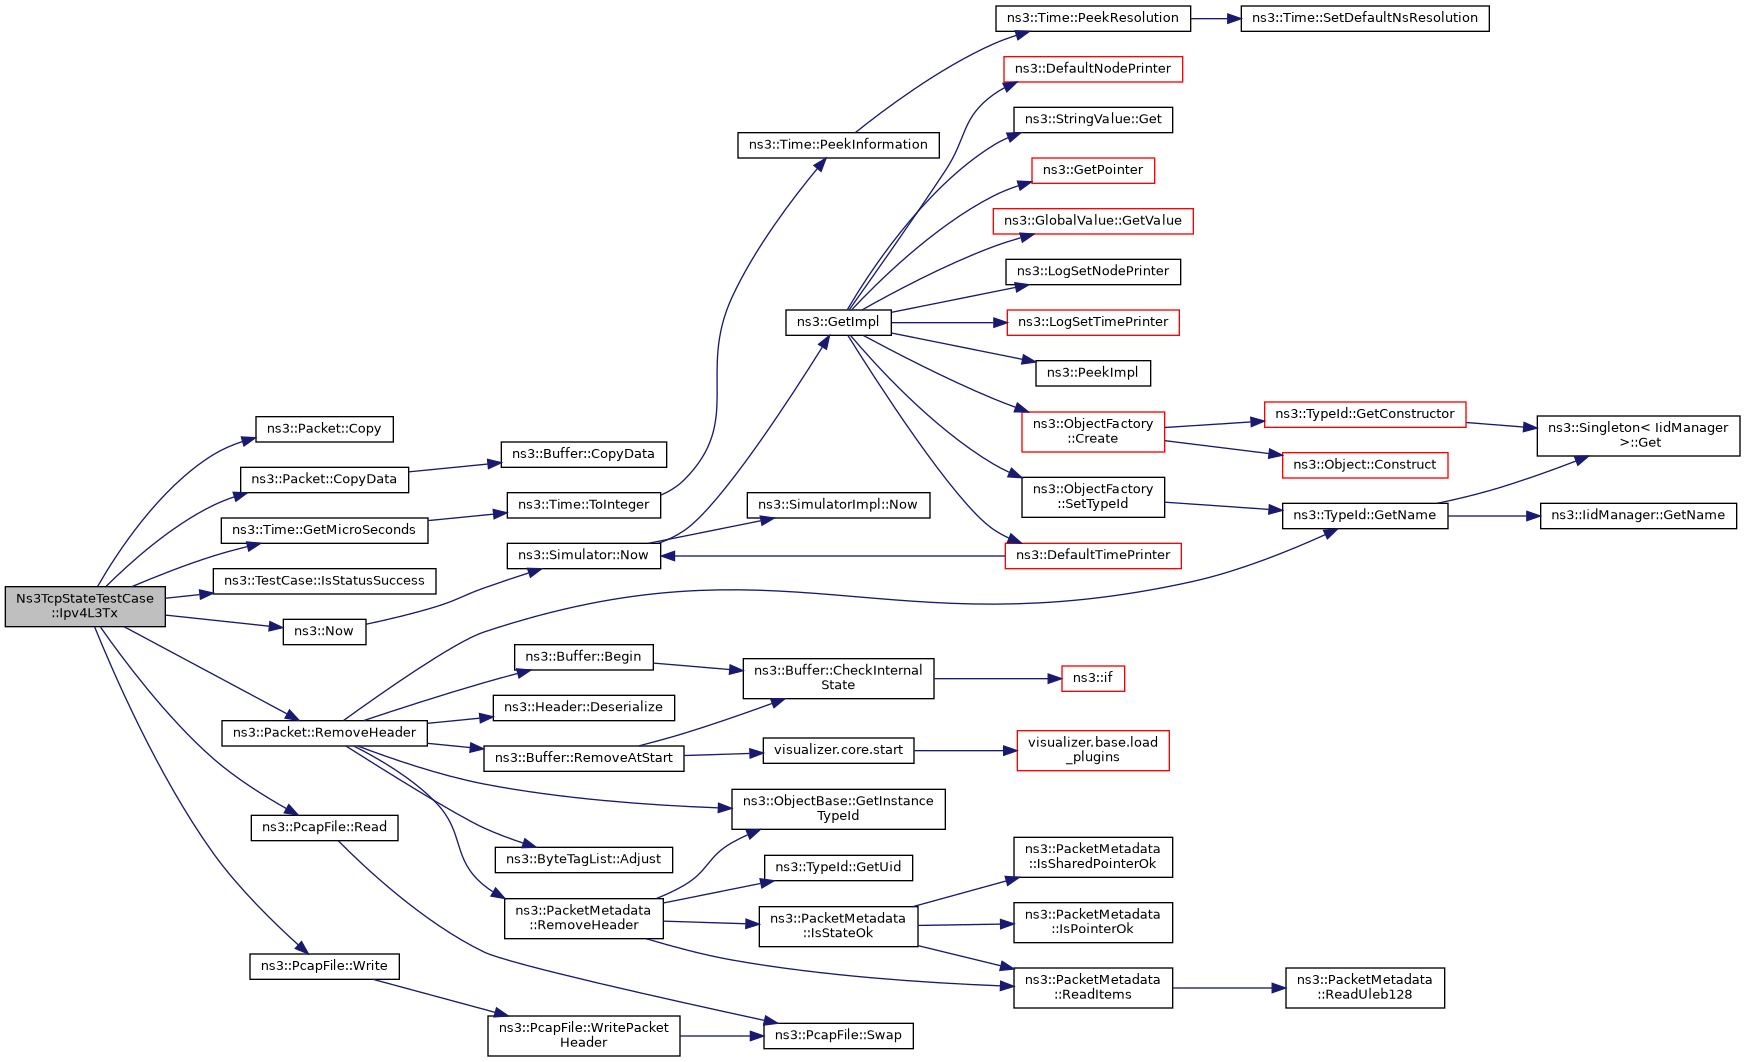 ns3::Time::PeekResolution
ns3::Time::SetDefaultNsResolution
ns3::DefaultNodePrinter
ns3::StringValue::Get
ns3::Time::PeekInformation
ns3::GetPointer
ns3::GlobalValue::GetValue
ns3::LogSetNodePrinter
ns3::GetImpl
ns3::LogSetTimePrinter
ns3::PeekImpl
ns3::ObjectFactory
::Create
ns3::TypeId::GetConstructor
ns3::Singleton< IidManager
>::Get
ns3::Packet::Copy
ns3::Buffer::CopyData
ns3::Object::Construct
ns3::Packet::CopyData
ns3::ObjectFactory
::SetTypeId
ns3::Time::ToInteger
ns3::SimulatorImpl::Now
ns3::TypeId::GetName
ns3::IidManager::GetName
ns3::Time::GetMicroSeconds
ns3::Simulator::Now
ns3::DefaultTimePrinter
ns3::TestCase::IsStatusSuccess
Ns3TcpStateTestCase
::Ipv4L3Tx
ns3::Now
ns3::Buffer::Begin
ns3::Buffer::CheckInternal
State
ns3::if
ns3::Header::Deserialize
ns3::Packet::RemoveHeader
ns3::Buffer::RemoveAtStart
visualizer.core.start
visualizer.base.load
_plugins
ns3::ObjectBase::GetInstance
TypeId
ns3::PcapFile::Read
ns3::ByteTagList::Adjust
ns3::TypeId::GetUid
ns3::PacketMetadata
::IsSharedPointerOk
ns3::PacketMetadata
::RemoveHeader
ns3::PacketMetadata
::IsStateOk
ns3::PacketMetadata
::IsPointerOk
ns3::PcapFile::Write
ns3::PacketMetadata
::ReadItems
ns3::PacketMetadata
::ReadUleb128
ns3::PcapFile::WritePacket
Header
ns3::PcapFile::Swap